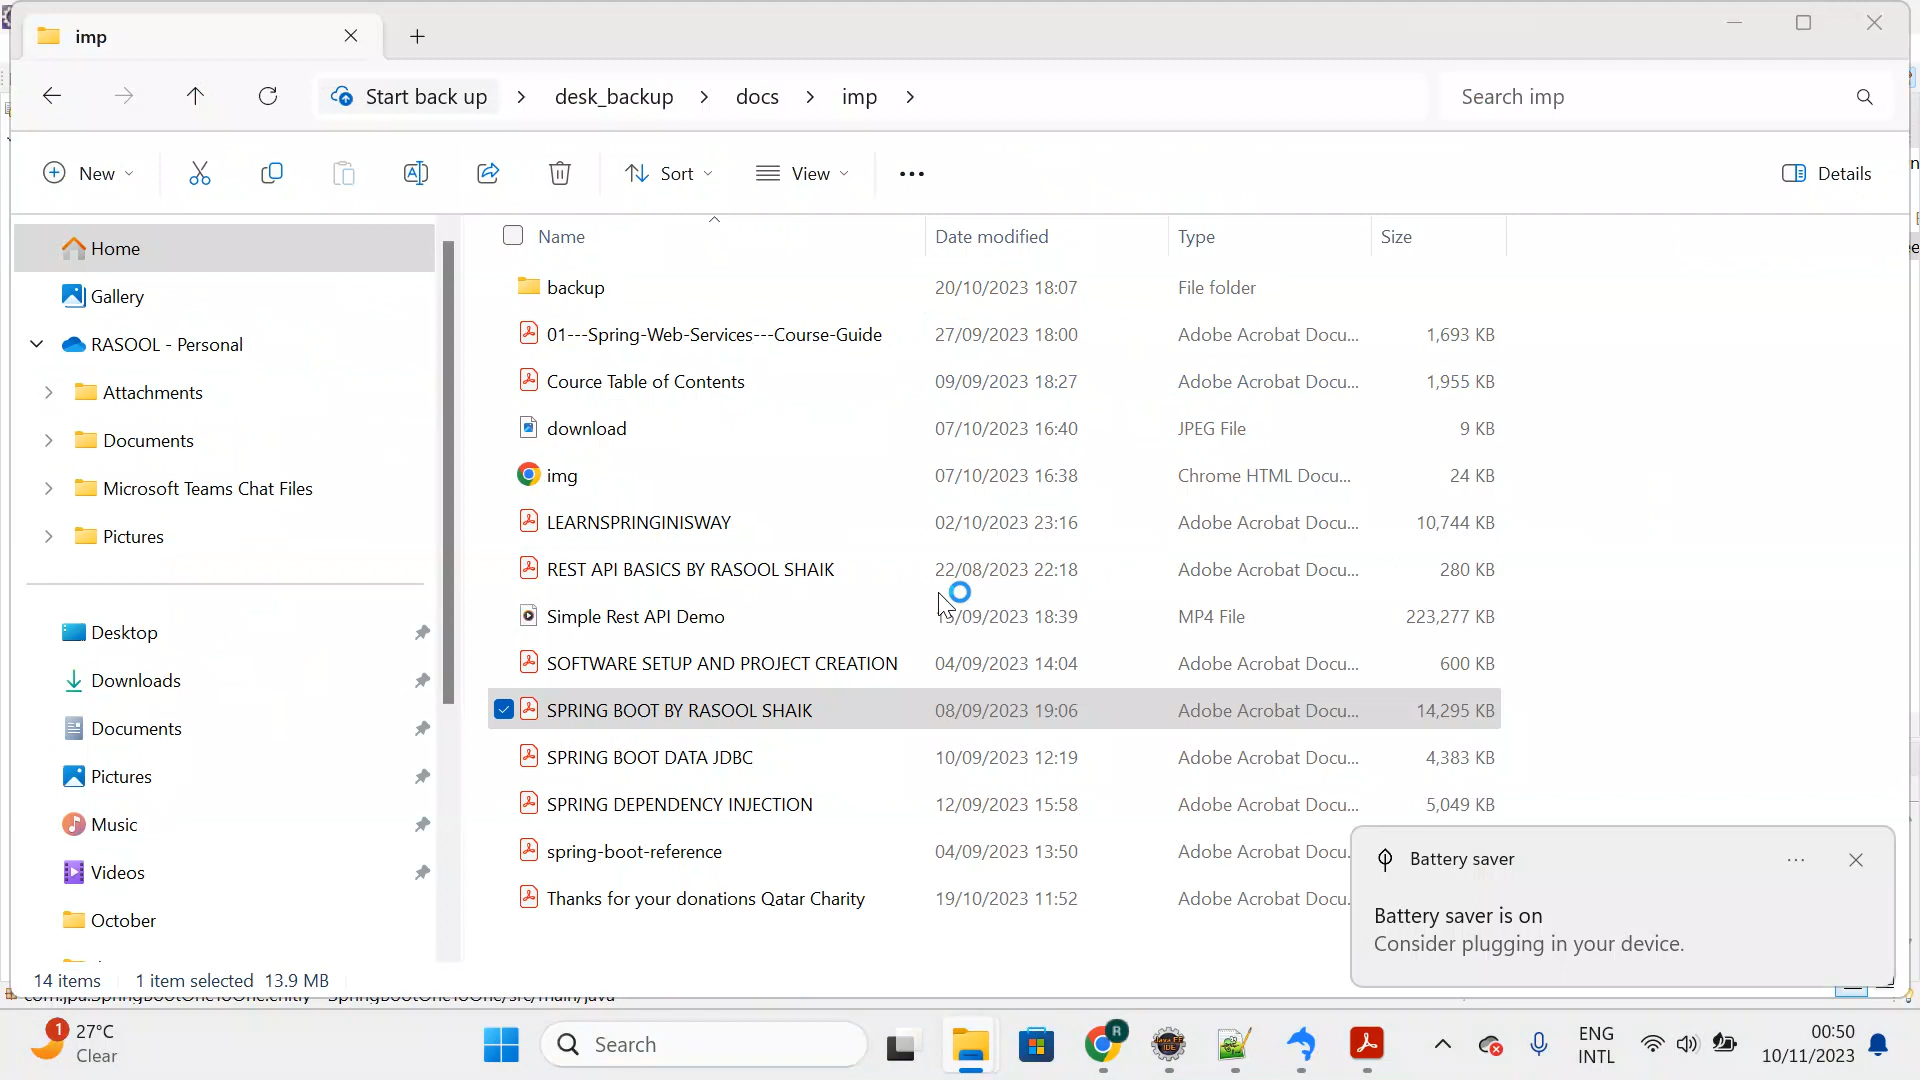 imp
Start back up
desk_backup
docs
imp
Search imp
New
Sort
View
Details
Home
Gallery
RASOOL - Personal
Attachments
Documents
Microsoft Teams Chat Files
Pictures
Desktop
Downloads
Documents
Pictures
Music
Videos
October
Name Date modified Type Size
backup 20/10/2023 18:07 File folder
01---Spring-Web-Services---Course-Guide 27/09/2023 18:00 Adobe Acrobat Docu... 1,693 KB
Cource Table of Contents 09/09/2023 18:27 Adobe Acrobat Docu... 1,955 KB
download 07/10/2023 16:40 JPEG File 9 KB
img 07/10/2023 16:38 Chrome HTML Docu... 24 KB
LEARNSPRINGINISWAY 02/10/2023 23:16 Adobe Acrobat Docu... 10,744 KB
REST API BASICS BY RASOOL SHAIK 22/08/2023 22:18 Adobe Acrobat Docu... 280 KB
Simple Rest API Demo /09/2023 18:39 MP4 File 223,277 KB
SOFTWARE SETUP AND PROJECT CREATION 04/09/2023 14:04 Adobe Acrobat Docu... 600 KB
SPRING BOOT BY RASOOL SHAIK 08/09/2023 19:06 Adobe Acrobat Docu... 14,295 KB
SPRING BOOT DATA JDBC 10/09/2023 12:19 Adobe Acrobat Docu... 4,383 KB
SPRING DEPENDENCY INJECTION 12/09/2023 15:58 Adobe Acrobat Docu... 5,049 KB
spring-boot-reference 04/09/2023 13:50 Adobe Acrobat Docu.
Thanks for your donations Qatar Charity 19/10/2023 11:52 Adobe Acrobat Docu.
Battery saver
Battery saver is on
Consider plugging in your device.
14 items 1 item selected 13.9 MB
com.jpa.SpringBootOneToOne.entity - SpringBootOneToOne/src/main/java
1
27°C
Clear
Search
R
ENG
INTL
00:50
10/11/2023